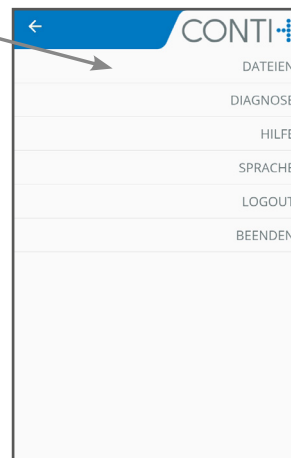 CONTI
DATEIEN
DIAGNOSE
HILFE
SPRACHE
LOGOUT
BEENDEN